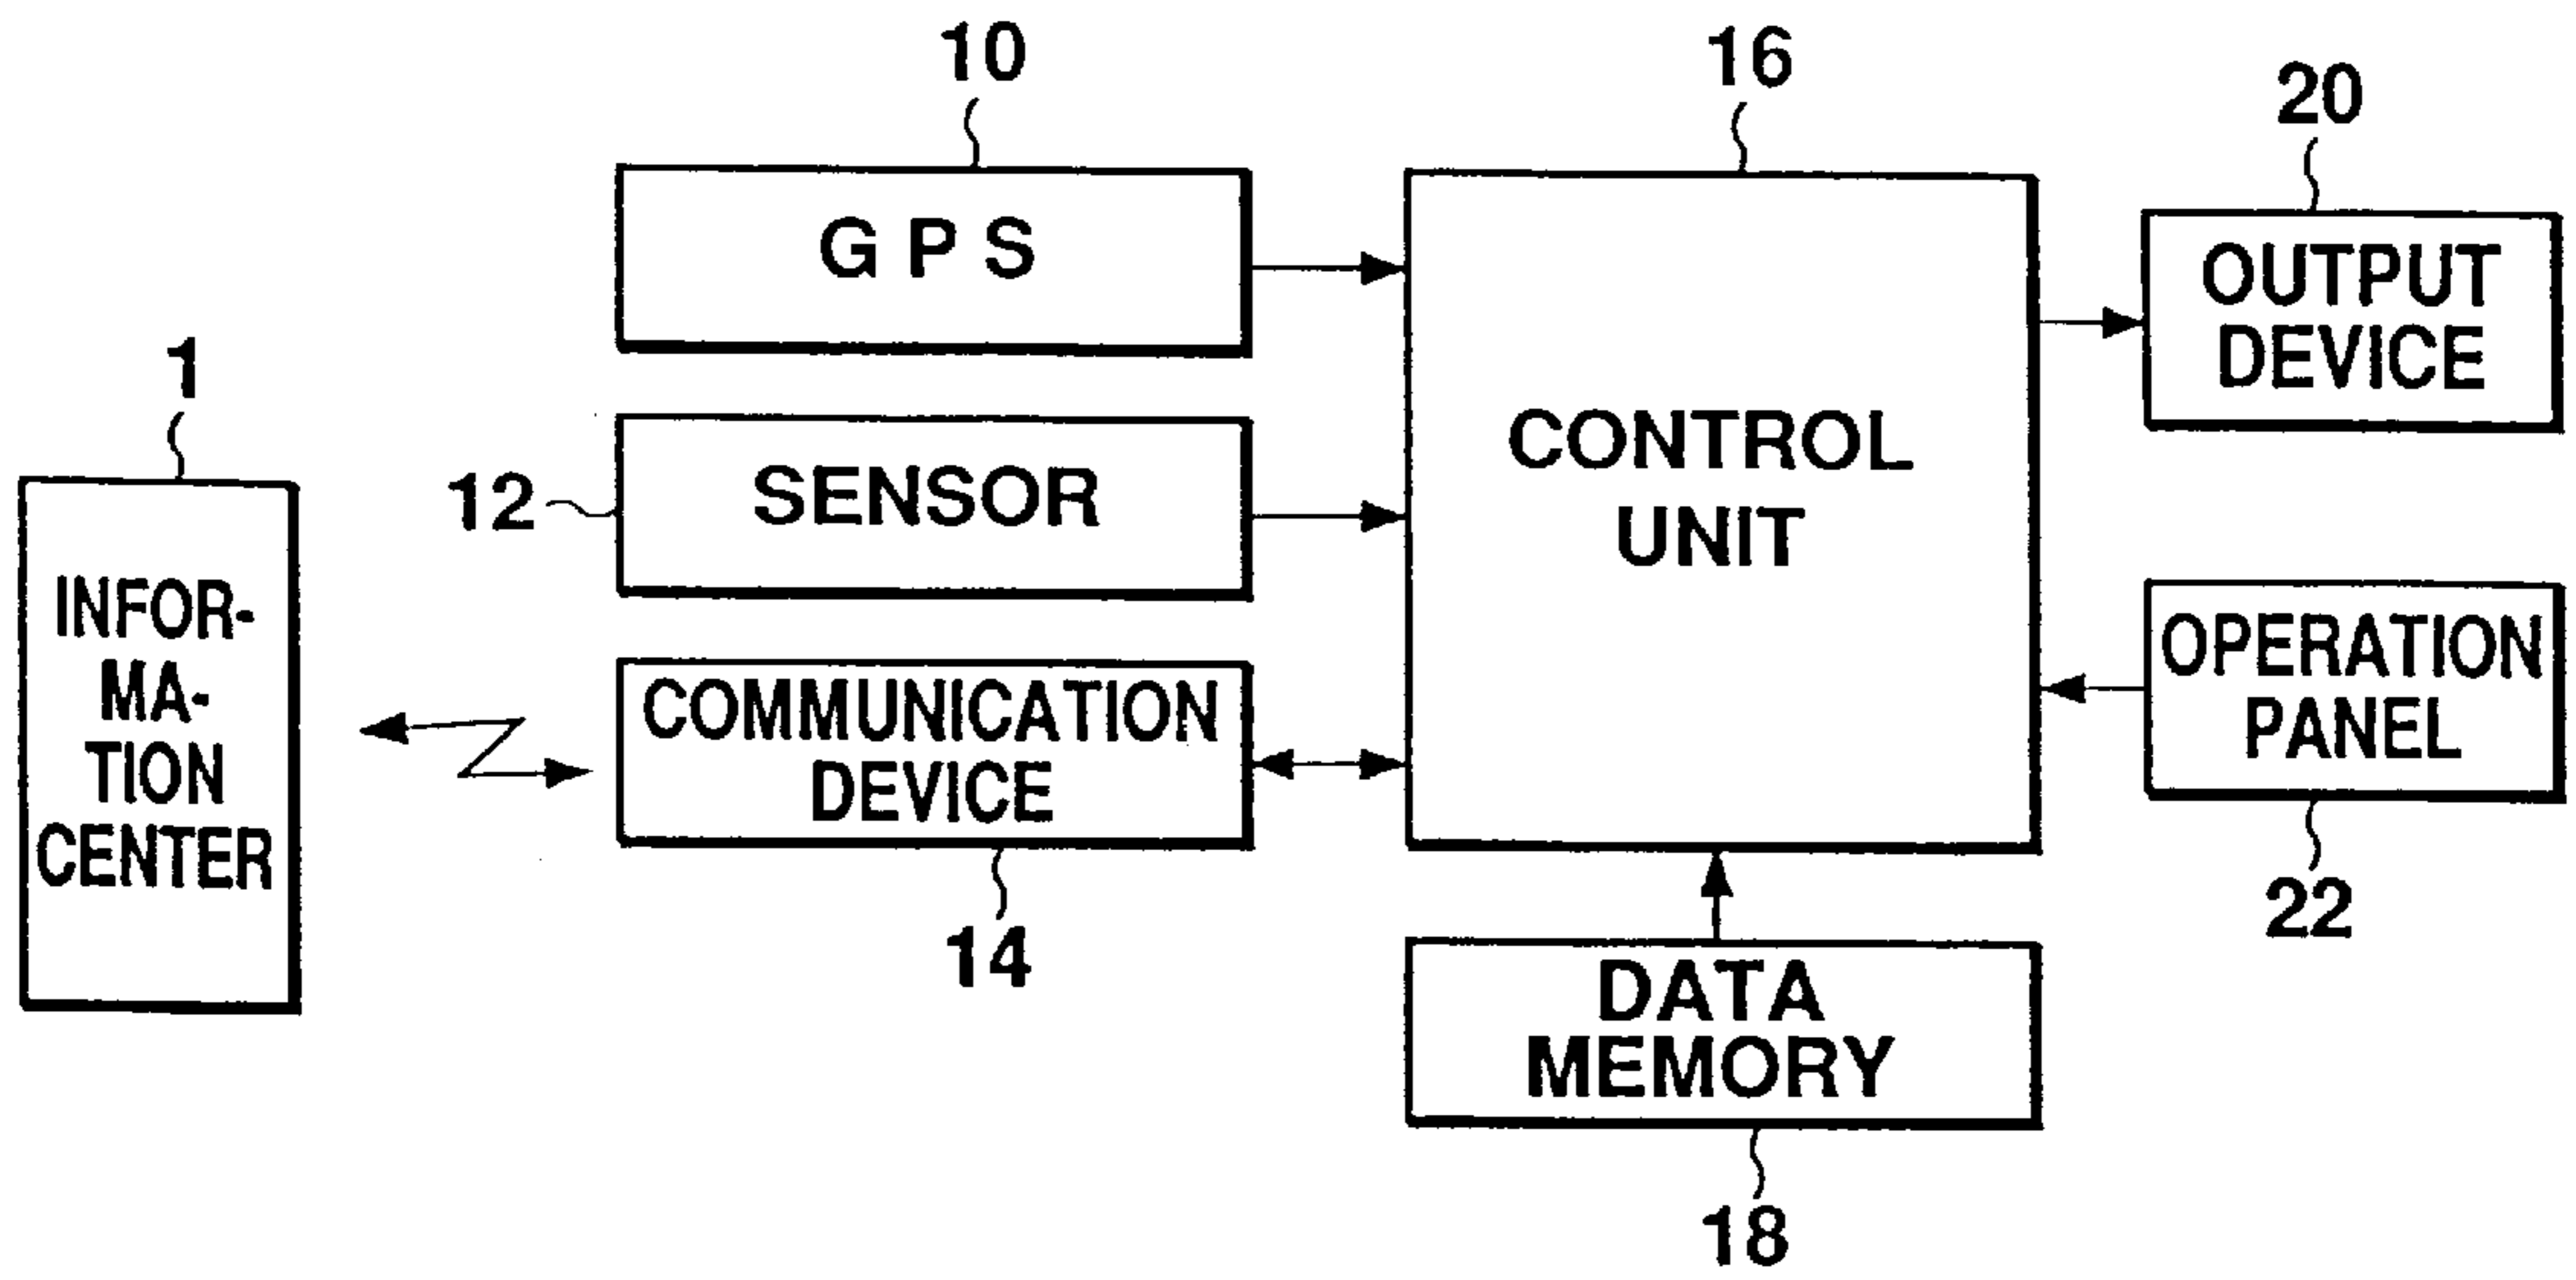 10
16
20
G P S
OUTPUT
DEVICE
1
12
SENSOR
CONTROL
UNIT
INFOR-
MA-
TION
CENTER
COMMUNICATION
DEVICE
OPERATION
PANEL
14
22
DATA
MEMORY
18